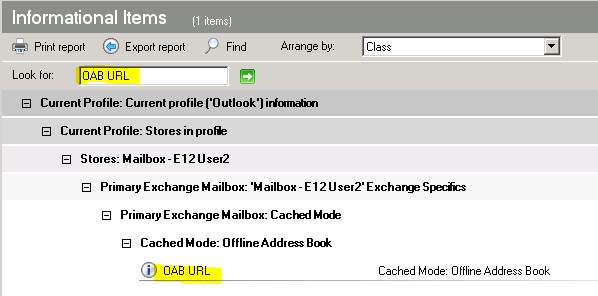 Informational Items (1 items)
Print report Export report Find Arrange by: Class
Look for: OAB URL
Current Profile: Current profile ('Outlook') information
Current Profile: Stores in profile
Stores: Mailbox - E12 User2
Primary Exchange Mailbox: 'Mailbox - E12 User2' Exchange Specifics
Primary Exchange Mailbox: Cached Mode
Cached Mode: Offline Address Book
OAB URL Cached Mode: Offline Address Book